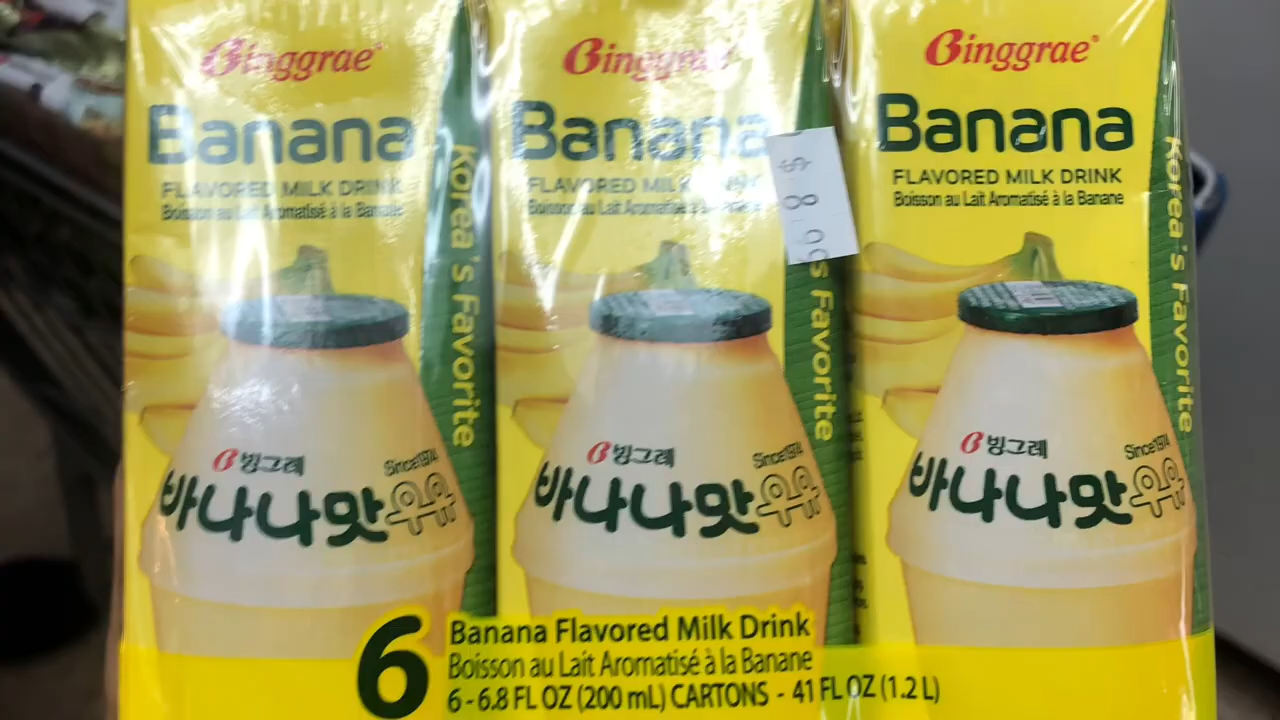 Binggrae
Banana
FLAVORED MILK DRINK
Boisson au Lait Aromatisé à la Banane
Korea's Favorite
빙그레
Since1974
바나나맛우유
Binggrae
Banana
FLAVORED MILK DRINK
Boisson au Lait Aromatisé à la Banane
$ 8.99
s Favorite
빙그레
Since1974
바나나맛우유
Binggrae
Banana
FLAVORED MILK DRINK
Boisson au Lait Aromatisé à la Banane
Korea's Favorite
빙그레
Since1974
바나나맛우유
6
Banana Flavored Milk Drink
Boisson au Lait Aromatisé à la Banane
6 - 6.8 FL OZ (200 mL) CARTONS - 41 FL OZ (1.2 L)